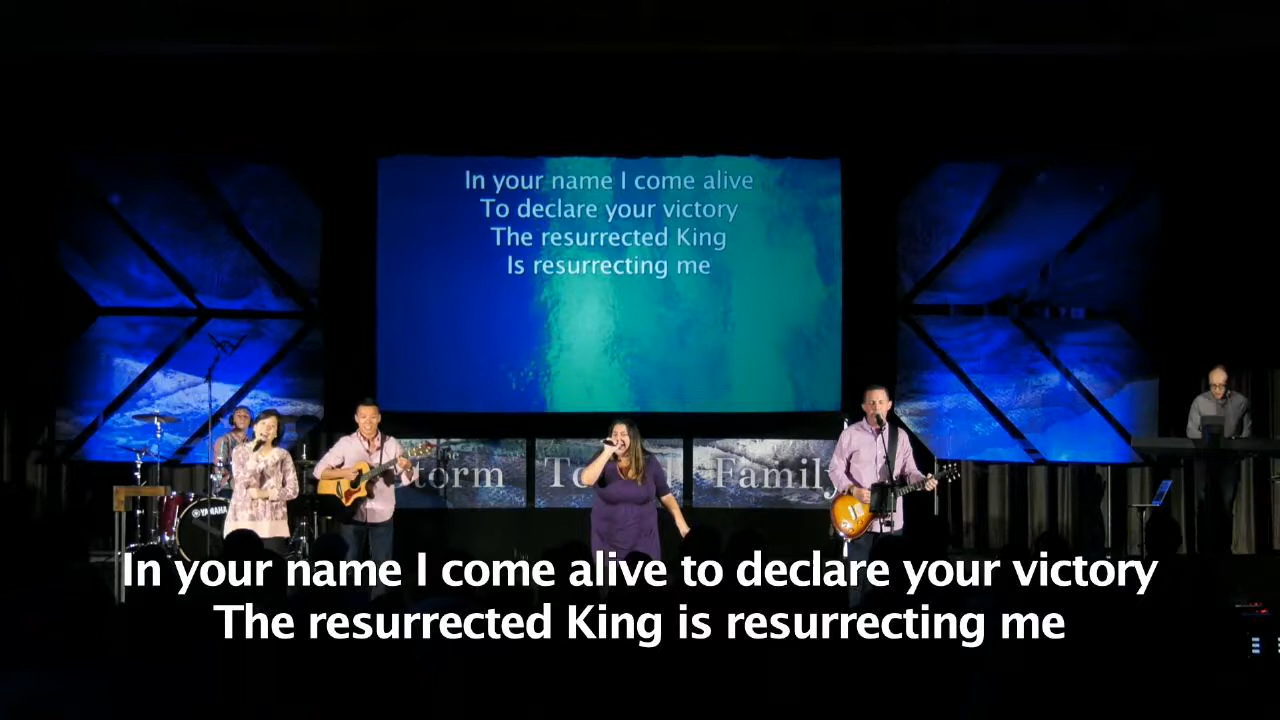 In your name I come alive
To declare your victory
The resurrected King
Is resurrecting me
Family
YAMAHA
In your name I come alive to declare your victory
The resurrected King is resurrecting me